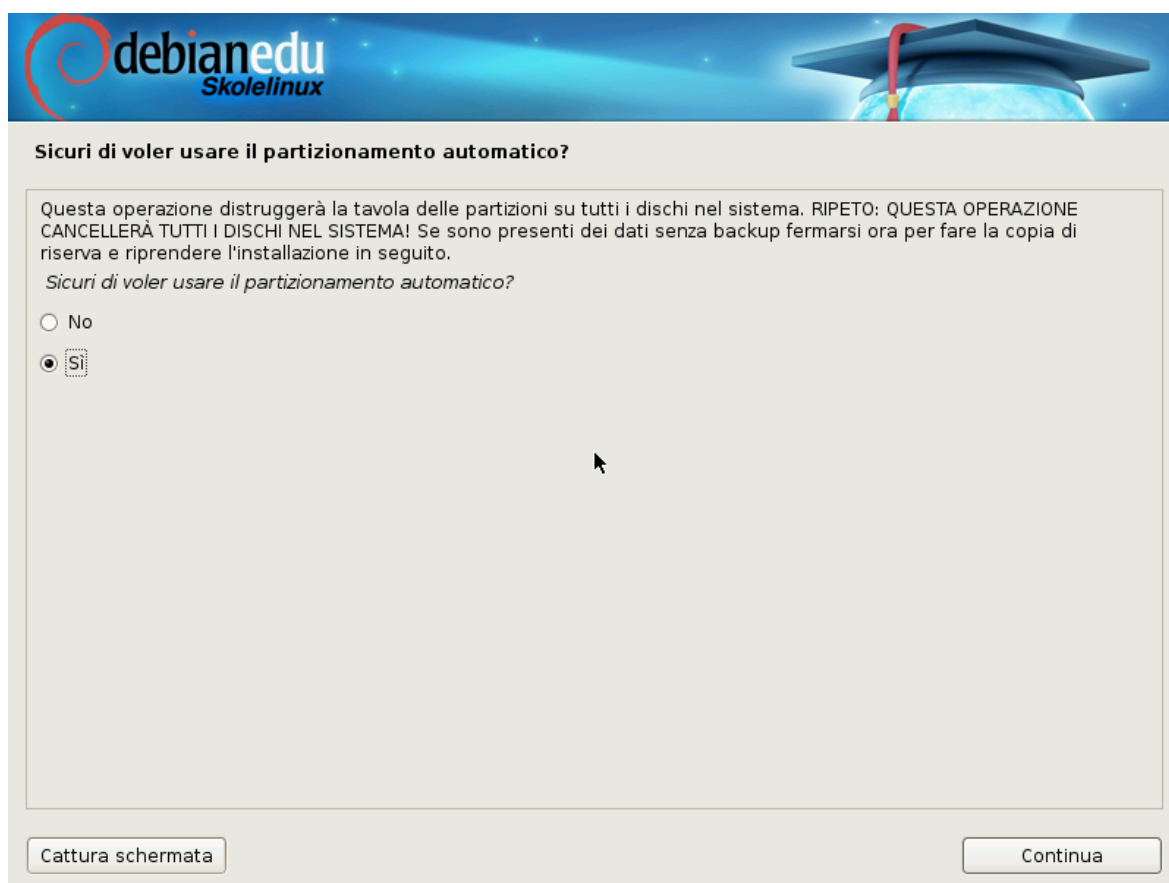 debianedu
Skolelinux
Sicuri di voler usare il partizionamento automatico?
Questa operazione distruggerà la tavola delle partizioni su tutti i dischi nel sistema. RIPETO: QUESTA OPERAZIONE
CANCELLERÀ TUTTI I DISCHI NEL SISTEMA! Se sono presenti dei dati senza backup fermarsi ora per fare la copia di
riserva e riprendere l'installazione in seguito.
Sicuri di voler usare il partizionamento automatico?
No
Sì
Cattura schermata
Continua